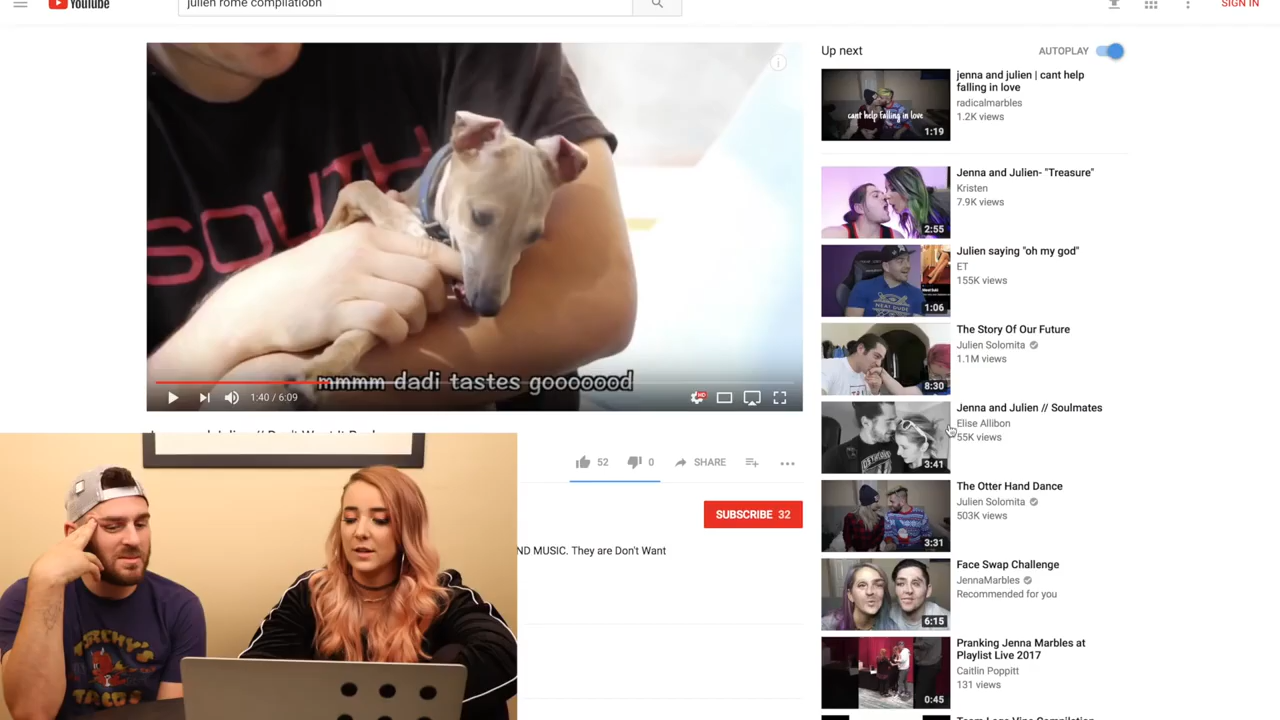 YouTube
julien rome compilatiobn
SIGN IN
SOUTH
mmmm dadi tastes gooooood
1:40 / 6:09
HD
52
0
SHARE
SUBSCRIBE 32
ND MUSIC. They are Don't Want
Up next
AUTOPLAY
cant help falling in love
1:19
jenna and julien | cant help
falling in love
radicalmarbles
1.2K views
2:55
Jenna and Julien- "Treasure"
Kristen
7.9K views
1:06
Julien saying "oh my god"
ET
155K views
8:30
The Story Of Our Future
Julien Solomita
1.1M views
3:41
Jenna and Julien // Soulmates
Elise Allibon
55K views
3:31
The Otter Hand Dance
Julien Solomita
503K views
6:15
Face Swap Challenge
JennaMarbles
Recommended for you
0:45
Pranking Jenna Marbles at
Playlist Live 2017
Caitlin Poppitt
131 views
TACOS